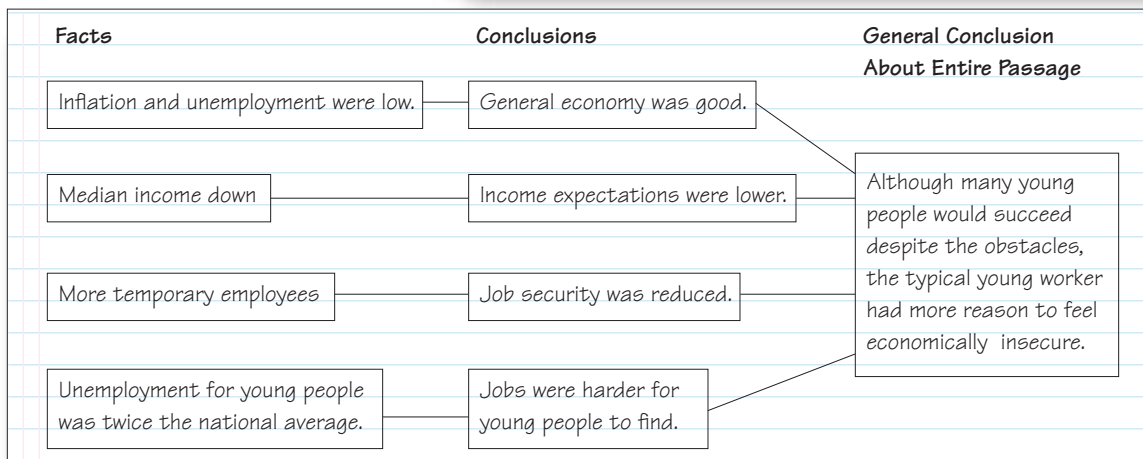 Facts
Conclusions
General Conclusion
About Entire Passage
Inflation and unemployment were low.
General economy was good.
Median income down
Income expectations were lower.
More temporary employees
Job security was reduced.
Unemployment for young people
was twice the national average.
Jobs were harder for
young people to find.
Although many young
people would succeed
despite the obstacles,
the typical young worker
had more reason to feel
economically insecure.